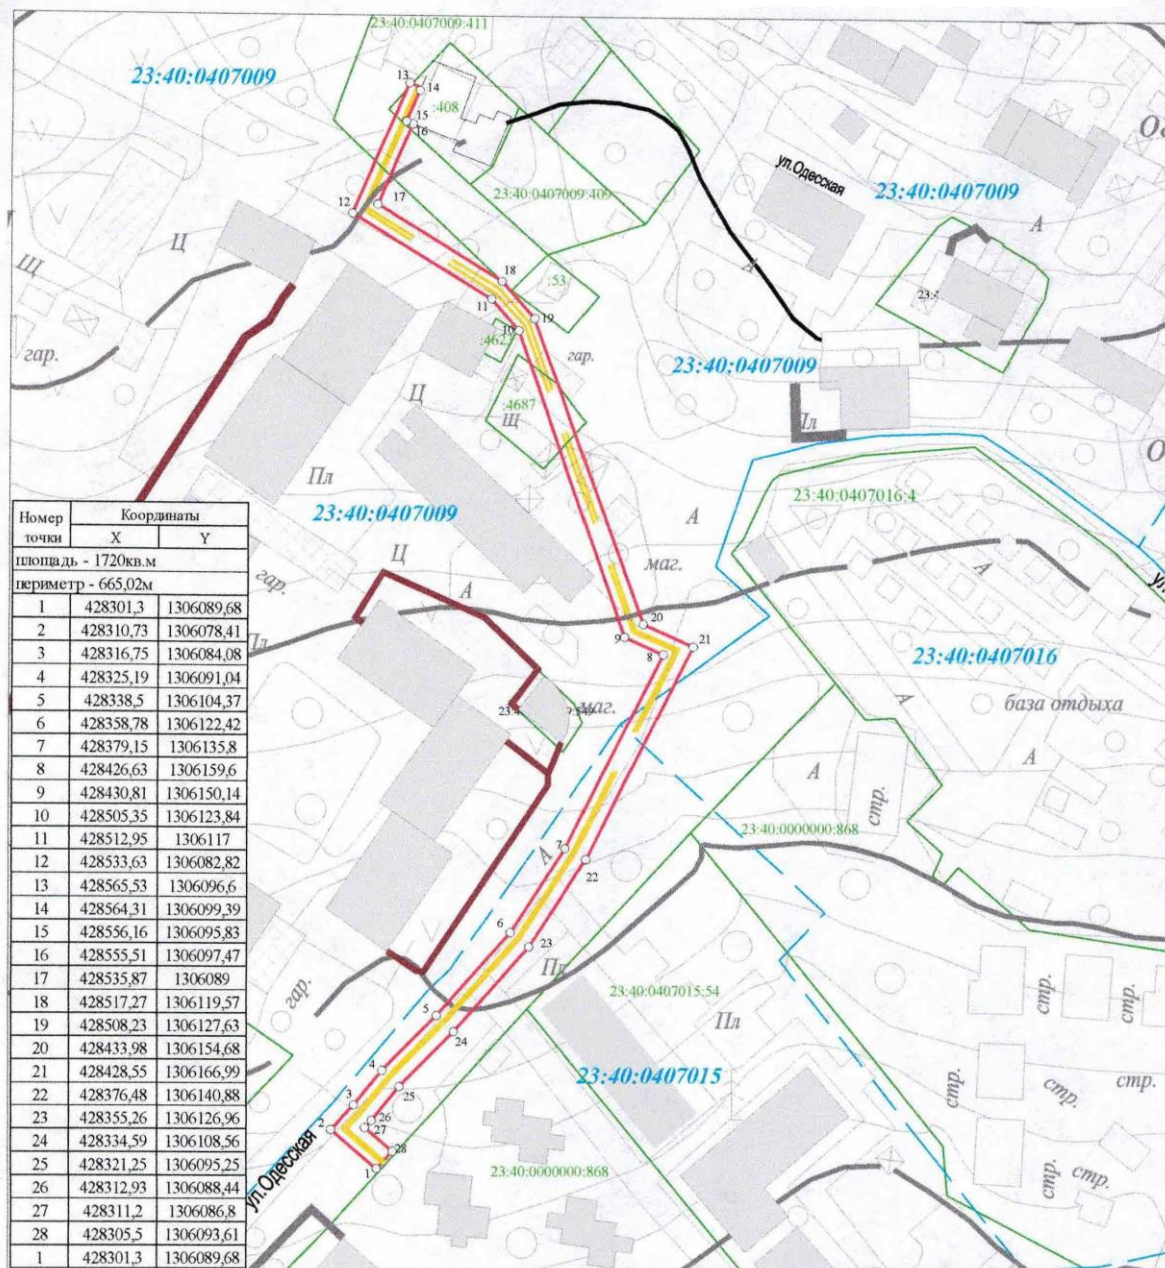 23:40:0407009:411
23:40:0407009
13
14
:408
15
16
ул.Одесская
23:40:0407009:409
23:40:0407009
12
17
А
Ц
Щ
18
:53
11
19
10
гар.
гар.
23:40:0407009
:4687
Щ
Ц
Пл
Пл
23:40:0407009
23:40:0407016:4
А
Ц
маг.
гар.
А
А
20
9
21
8
Пл
23:40:0407016
маг.
А
база отдыха
А
А
стр.
23:40:0000000:868
7
А
22
6
23
Пл
гар.
23:40:0407015:54
Пл
стр.
стр.
5
24
4
23:40:0407015
25
3
26
2
27
28
1
ул.Одесская
23:40:0000000:868
стр.
стр.
стр.
стр.
стр.
Номер точки Координаты
X Y
площадь - 1720кв.м
периметр - 665,02м
1 428301,3 1306089,68
2 428310,73 1306078,41
3 428316,75 1306084,08
4 428325,19 1306091,04
5 428338,5 1306104,37
6 428358,78 1306122,42
7 428379,15 1306135,8
8 428426,63 1306159,6
9 428430,81 1306150,14
10 428505,35 1306123,84
11 428512,95 1306117
12 428533,63 1306082,82
13 428565,53 1306096,6
14 428564,31 1306099,39
15 428556,16 1306095,83
16 428555,51 1306097,47
17 428535,87 1306089
18 428517,27 1306119,57
19 428508,23 1306127,63
20 428433,98 1306154,68
21 428428,55 1306166,99
22 428376,48 1306140,88
23 428355,26 1306126,96
24 428334,59 1306108,56
25 428321,25 1306095,25
26 428312,93 1306088,44
27 428311,2 1306086,8
28 428305,5 1306093,61
1 428301,3 1306089,68